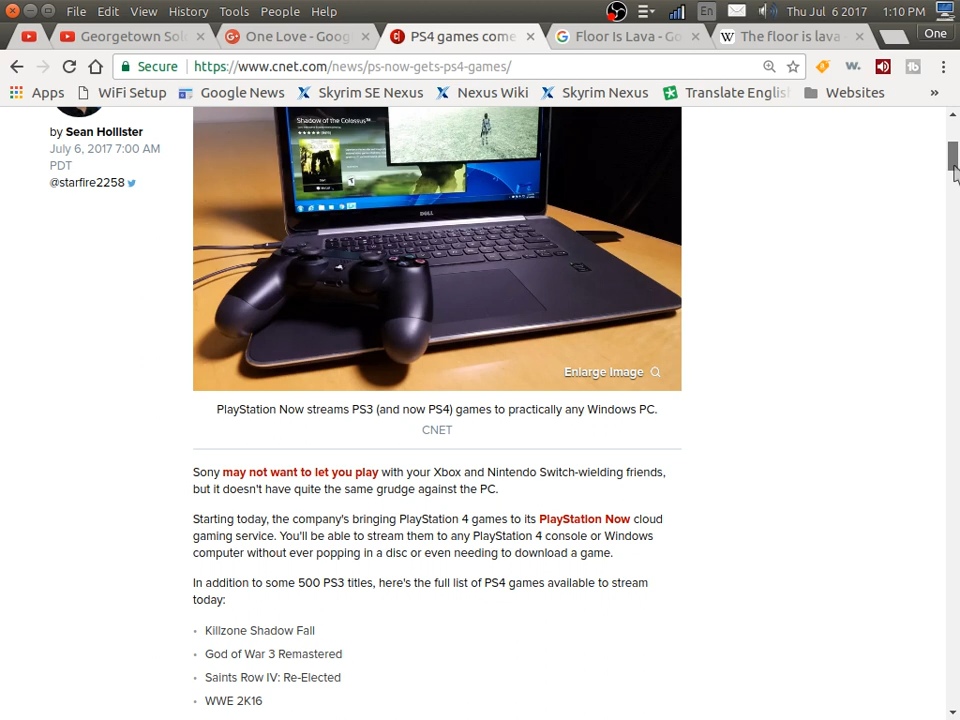 File Edit View History Tools People Help
En
Thu Jul 6 2017 1:10 PM
Georgetown Sol
One Love - Goog
PS4 games come
Floor Is Lava - Go
The floor is lava -
One
Secure https://www.cnet.com/news/ps-now-gets-ps4-games/
Apps WiFi Setup Google News Skyrim SE Nexus Nexus Wiki Skyrim Nexus Translate Englis Websites »
by Sean Hollister
July 6, 2017 7:00 AM
PDT
@starfire2258
Shadow of the Colossus™
DELL
Enlarge Image
PlayStation Now streams PS3 (and now PS4) games to practically any Windows PC.
CNET
Sony may not want to let you play with your Xbox and Nintendo Switch-wielding friends,
but it doesn't have quite the same grudge against the PC.
Starting today, the company's bringing PlayStation 4 games to its PlayStation Now cloud
gaming service. You'll be able to stream them to any PlayStation 4 console or Windows
computer without ever popping in a disc or even needing to download a game.
In addition to some 500 PS3 titles, here's the full list of PS4 games available to stream
today:
• Killzone Shadow Fall
• God of War 3 Remastered
• Saints Row IV: Re-Elected
• WWE 2K16